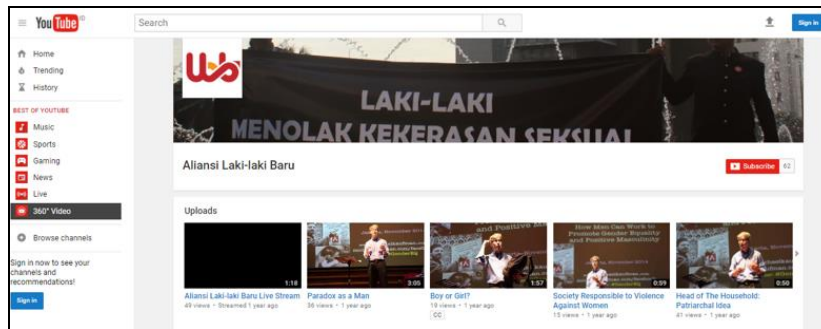 YouTube ID
Search
Sign in
Home
Trending
History
BEST OF YOUTUBE
Music
Sports
Gaming
News
Live
360° Video
Browse channels
Sign in now to see your
channels and
recommendations!
Sign in
LAKI-LAKI
MENOLAK KEKERASAN SEKSUAL
Aliansi Laki-laki Baru
Subscribe 62
Uploads
1:18
Aliansi Laki-laki Baru Live Stream
49 views • Streamed 1 year ago
3:05
Paradox as a Man
36 views • 1 year ago
and Positive Mas
1:57
Boy or Girl?
19 views • 1 year ago
CC
How Men Can Work to
Promote Gender Equality
and Positive Masculinity
0:59
Society Responsible to Violence
Against Women
15 views • 1 year ago
0:50
Head of The Household:
Patriarchal Idea
41 views • 1 year ago